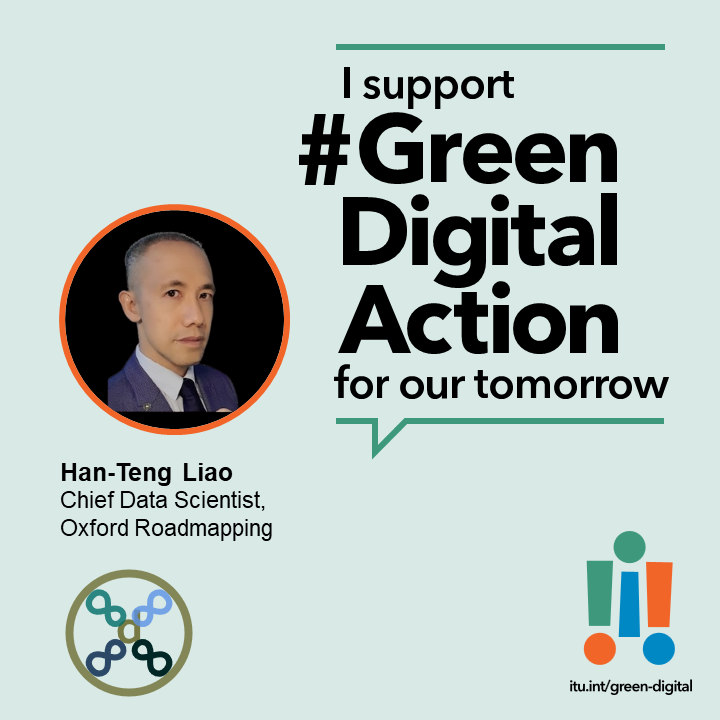 I support
#Green
Digital
Action
for our tomorrow
Han-Teng Liao
Chief Data Scientist,
Oxford Roadmapping
itu.int/green-digital